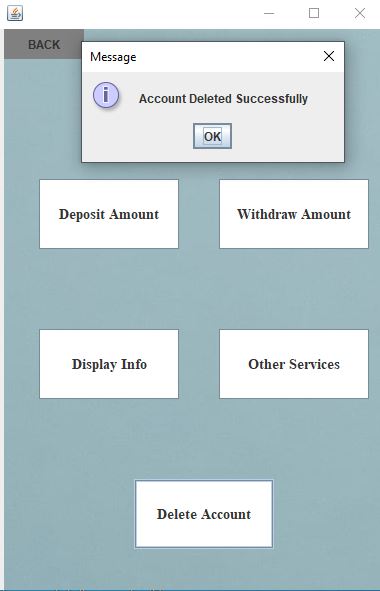 BACK
Message
Account Deleted Successfully
OK
Deposit Amount
Withdraw Amount
Display Info
Other Services
Delete Account